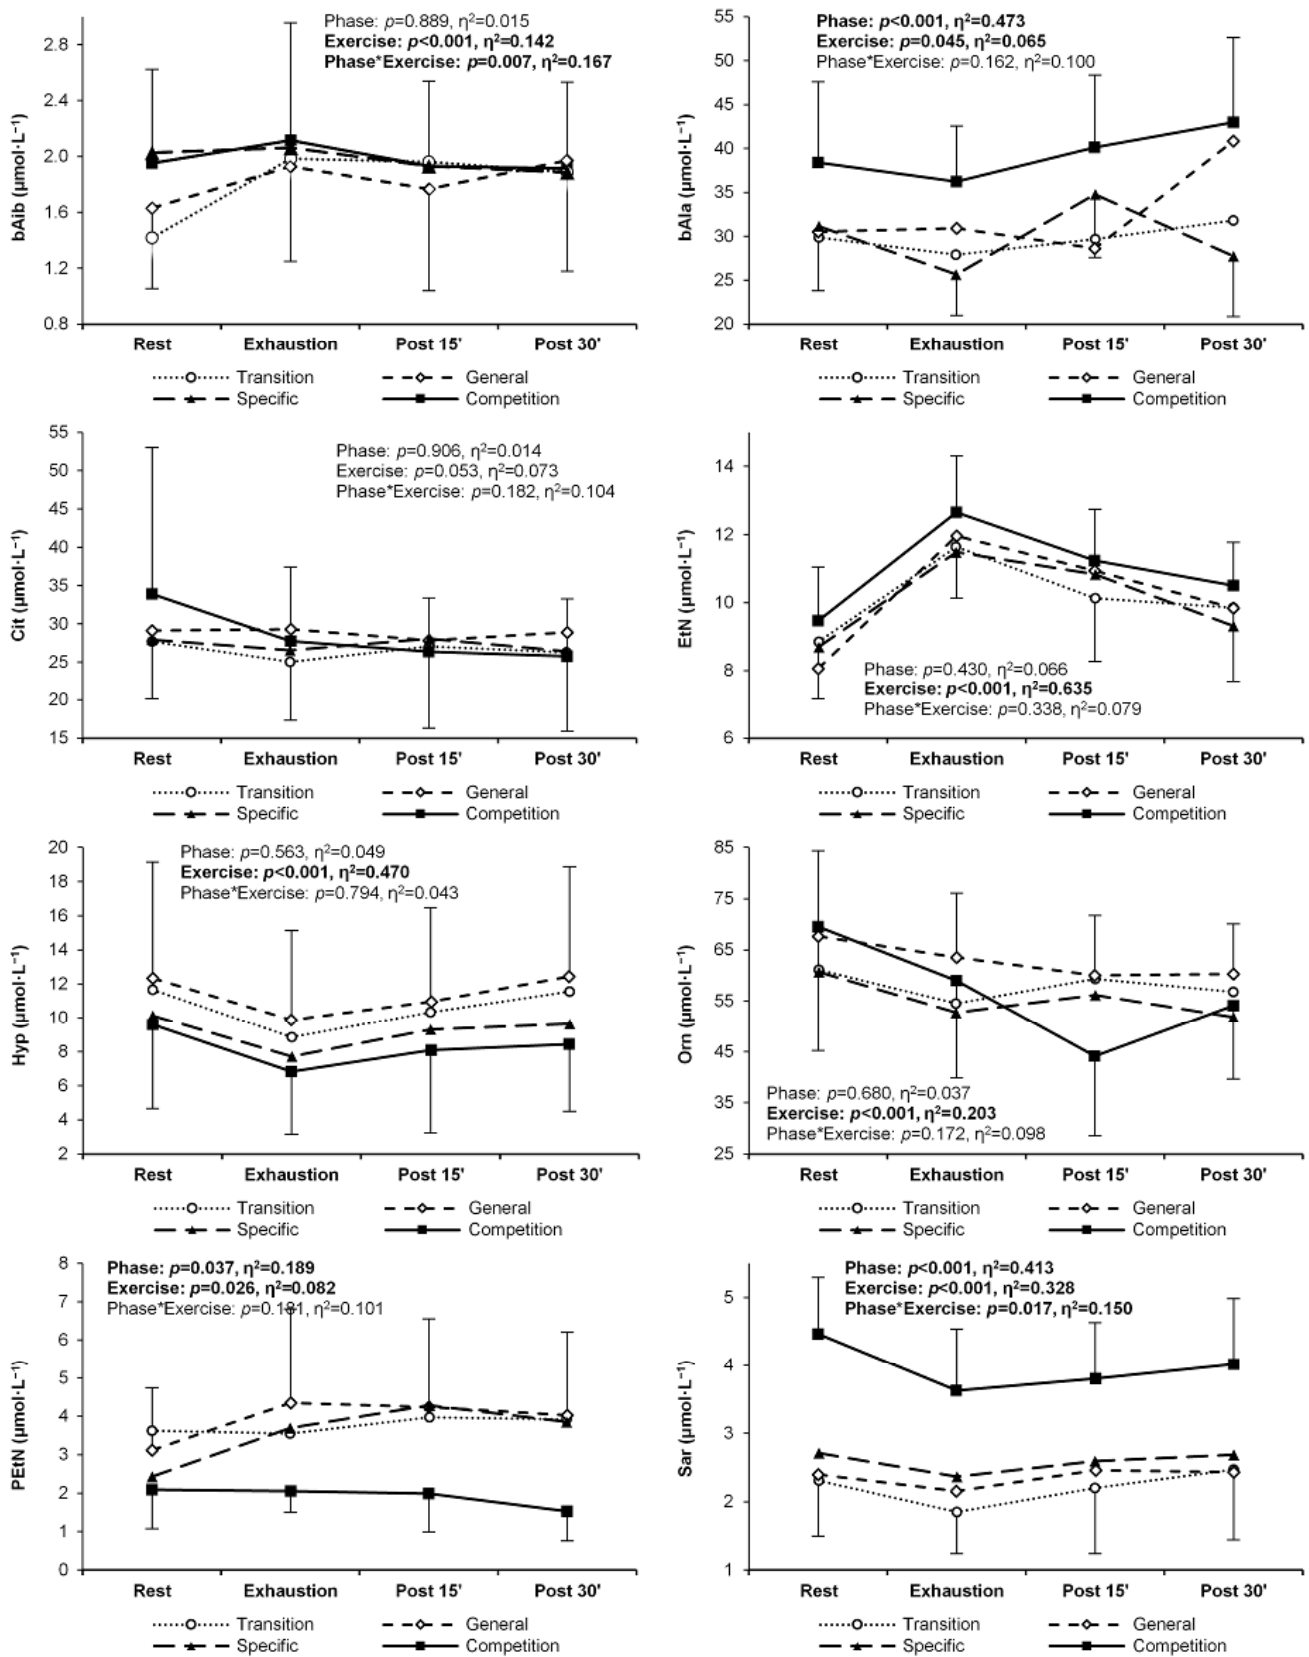 Phase: p=0.889, η²=0.015
Exercise: p<0.001, η²=0.142
Phase*Exercise: p=0.007, η²=0.167
bAib (µmol·L⁻¹)
2.8
2.4
2.0
1.6
1.2
0.8
Rest Exhaustion Post 15' Post 30'
Transition General
Specific Competition
Phase: p<0.001, η²=0.473
Exercise: p=0.045, η²=0.065
Phase*Exercise: p=0.162, η²=0.100
bAla (µmol·L⁻¹)
55
50
45
40
35
30
25
20
Rest Exhaustion Post 15' Post 30'
Transition General
Specific Competition
Phase: p=0.906, η²=0.014
Exercise: p=0.053, η²=0.073
Phase*Exercise: p=0.182, η²=0.104
Cit (µmol·L⁻¹)
55
50
45
40
35
30
25
20
15
Rest Exhaustion Post 15' Post 30'
Transition General
Specific Competition
EtN (µmol·L⁻¹)
14
12
10
8
6
Phase: p=0.430, η²=0.066
Exercise: p<0.001, η²=0.635
Phase*Exercise: p=0.338, η²=0.079
Rest Exhaustion Post 15' Post 30'
Transition General
Specific Competition
Phase: p=0.563, η²=0.049
Exercise: p<0.001, η²=0.470
Phase*Exercise: p=0.794, η²=0.043
Hyp (µmol·L⁻¹)
20
18
16
14
12
10
8
6
4
2
Rest Exhaustion Post 15' Post 30'
Transition General
Specific Competition
Orn (µmol·L⁻¹)
85
75
65
55
45
35
25
Phase: p=0.680, η²=0.037
Exercise: p<0.001, η²=0.203
Phase*Exercise: p=0.172, η²=0.098
Rest Exhaustion Post 15' Post 30'
Transition General
Specific Competition
Phase: p=0.037, η²=0.189
Exercise: p=0.026, η²=0.082
Phase*Exercise: p=0.181, η²=0.101
PEtN (µmol·L⁻¹)
8
7
6
5
4
3
2
1
0
Rest Exhaustion Post 15' Post 30'
Transition General
Specific Competition
Phase: p<0.001, η²=0.413
Exercise: p<0.001, η²=0.328
Phase*Exercise: p=0.017, η²=0.150
Sar (µmol·L⁻¹)
5
4
3
2
1
Rest Exhaustion Post 15' Post 30'
Transition General
Specific Competition